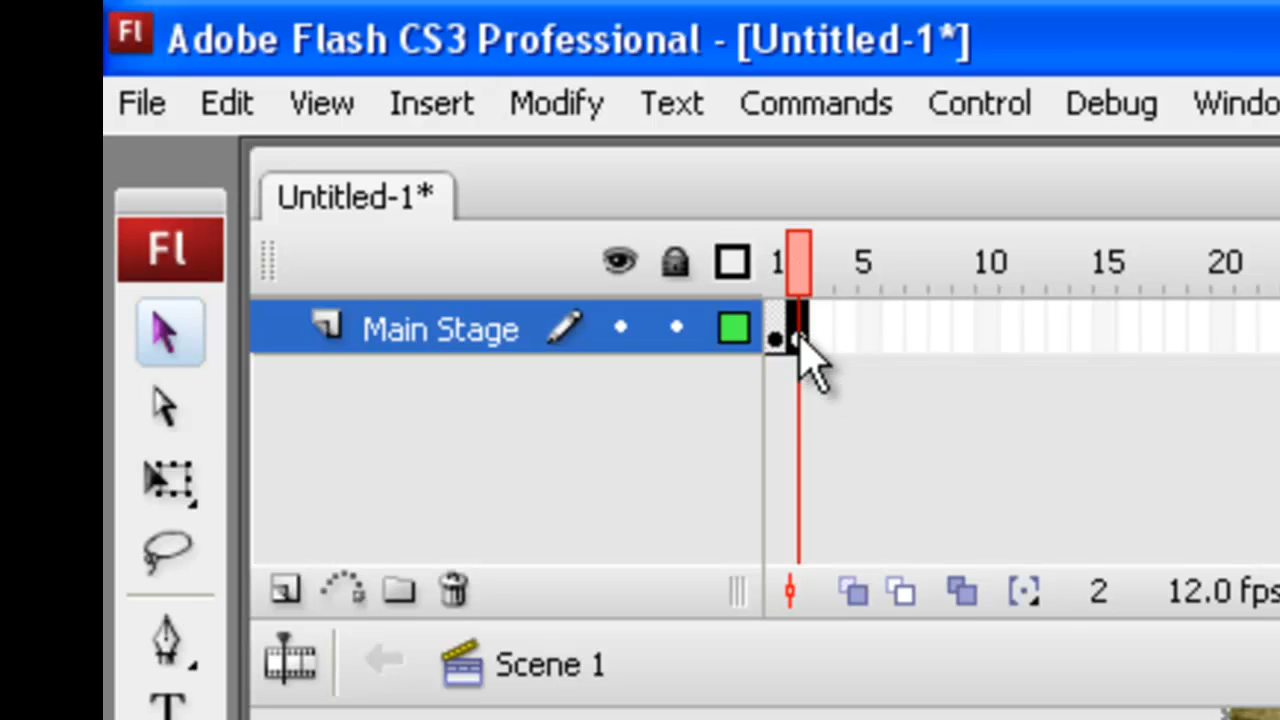 Fl Adobe Flash CS3 Professional - [Untitled-1*]
File Edit View Insert Modify Text Commands Control Debug Windo
Untitled-1*
Fl
1 5 10 15 20
Main Stage
2 12.0 fps
Scene 1
T